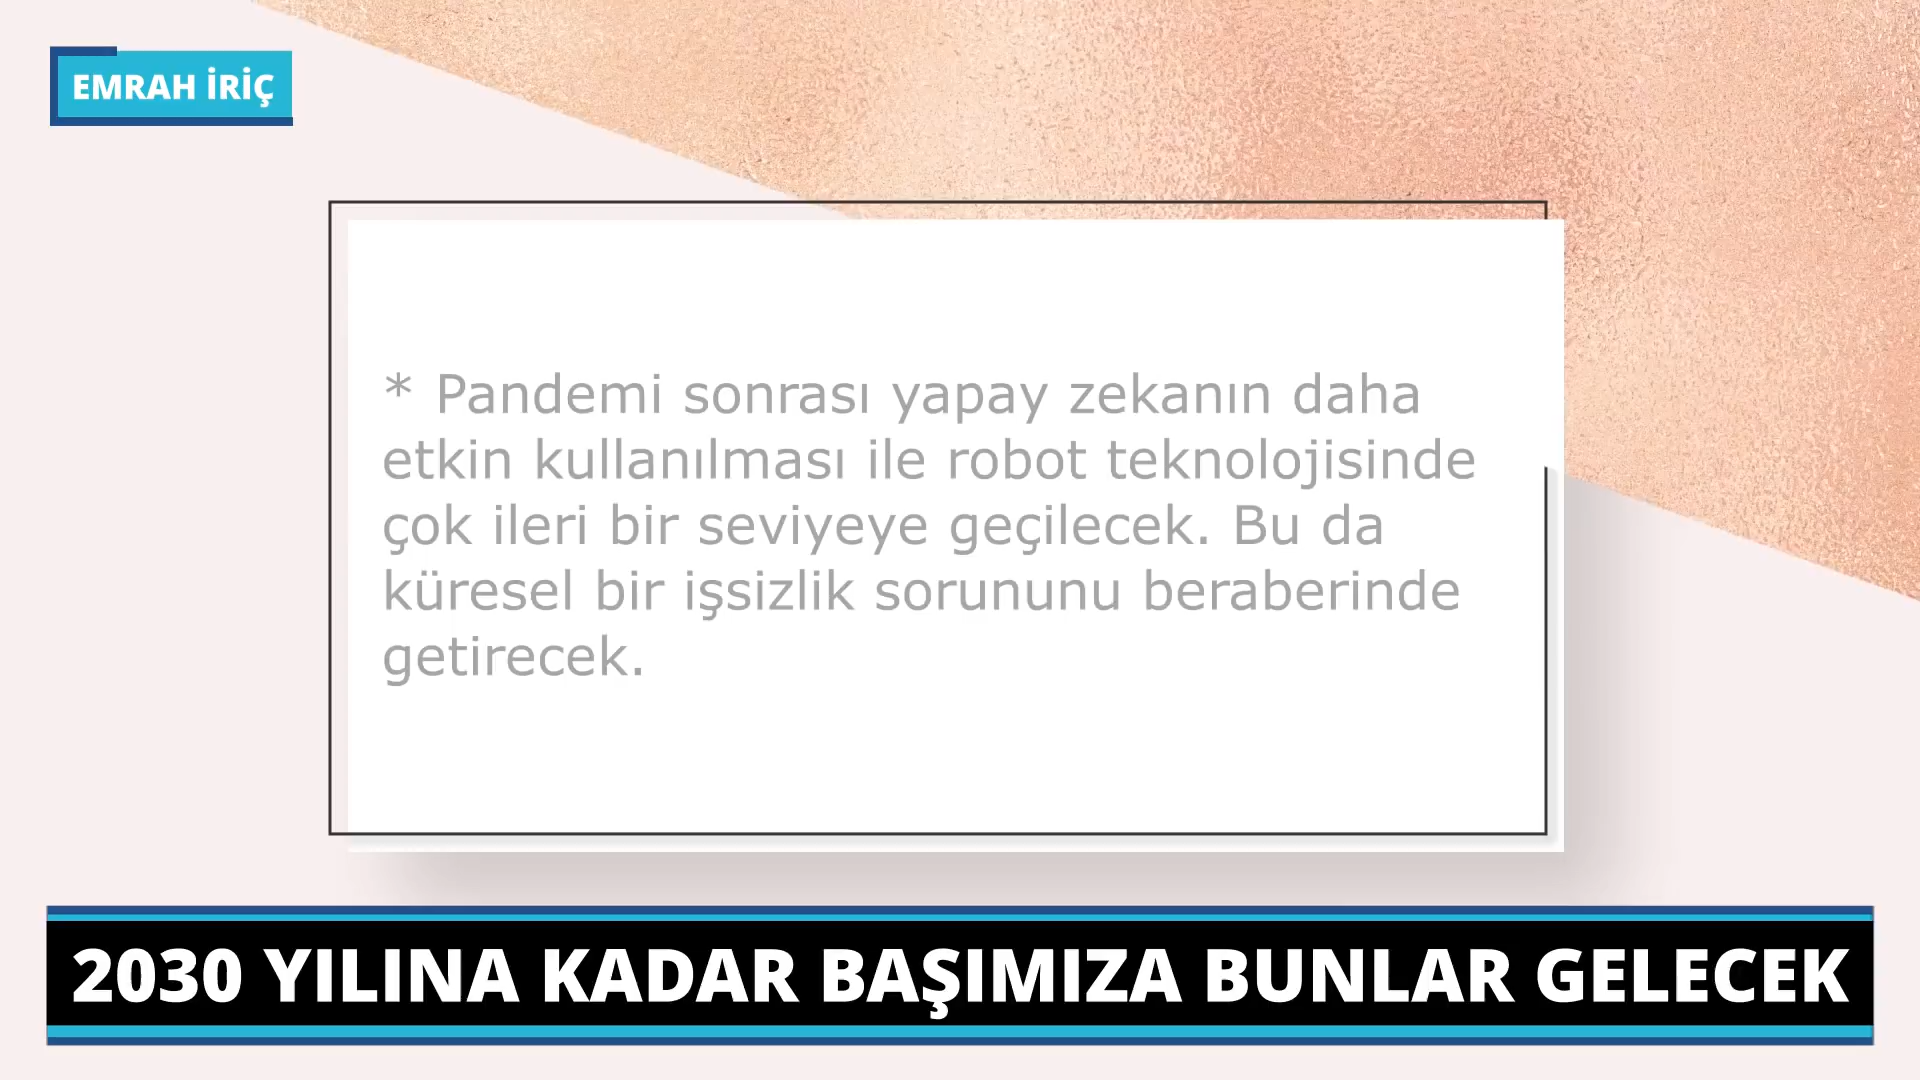 EMRAH İRİÇ
* Pandemi sonrası yapay zekanın daha
etkin kullanılması ile robot teknolojisinde
çok ileri bir seviyeye geçilecek. Bu da
küresel bir işsizlik sorununu beraberinde
getirecek.
2030 YILINA KADAR BAŞIMIZA BUNLAR GELECEK